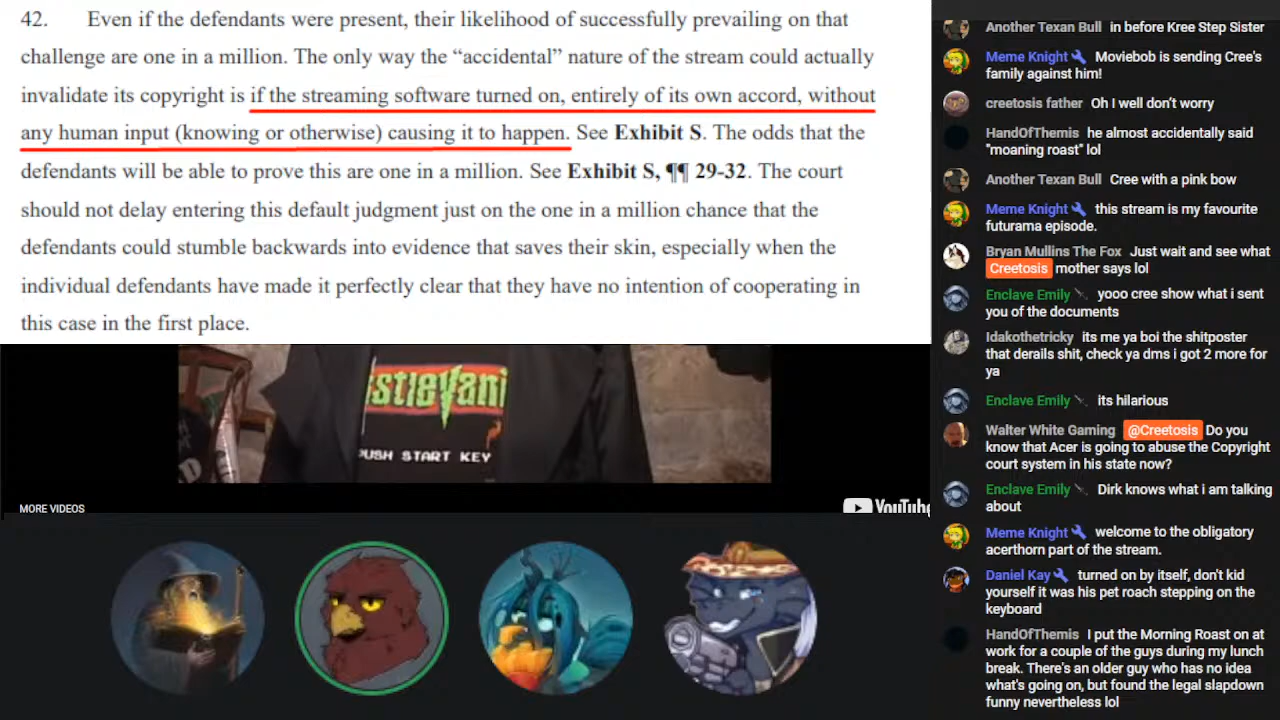 42. Even if the defendants were present, their likelihood of successfully prevailing on that
challenge are one in a million. The only way the “accidental” nature of the stream could actually
invalidate its copyright is if the streaming software turned on, entirely of its own accord, without
any human input (knowing or otherwise) causing it to happen. See Exhibit S. The odds that the
defendants will be able to prove this are one in a million. See Exhibit S, ¶¶ 29-32. The court
should not delay entering this default judgment just on the one in a million chance that the
defendants could stumble backwards into evidence that saves their skin, especially when the
individual defendants have made it perfectly clear that they have no intention of cooperating in
this case in the first place.
stlevani
PUSH START KEY
MORE VIDEOS
YouTube
Another Texan Bull in before Kree Step Sister
Meme Knight Moviebob is sending Cree's
family against him!
creetosis father Oh I well don't worry
HandOfThemis he almost accidentally said
"moaning roast" lol
Another Texan Bull Cree with a pink bow
Meme Knight this stream is my favourite
futurama episode.
Bryan Mullins The Fox Just wait and see what
Creetosis mother says lol
Enclave Emily yooo cree show what i sent
you of the documents
Idakothetricky its me ya boi the shitposter
that derails shit, check ya dms i got 2 more for
ya
Enclave Emily its hilarious
Walter White Gaming @Creetosis Do you
know that Acer is going to abuse the Copyright
court system in his state now?
Enclave Emily Dirk knows what i am talking
about
Meme Knight welcome to the obligatory
acerthorn part of the stream.
Daniel Kay turned on by itself, don't kid
yourself it was his pet roach stepping on the
keyboard
HandOfThemis I put the Morning Roast on at
work for a couple of the guys during my lunch
break. There's an older guy who has no idea
what's going on, but found the legal slapdown
funny nevertheless lol